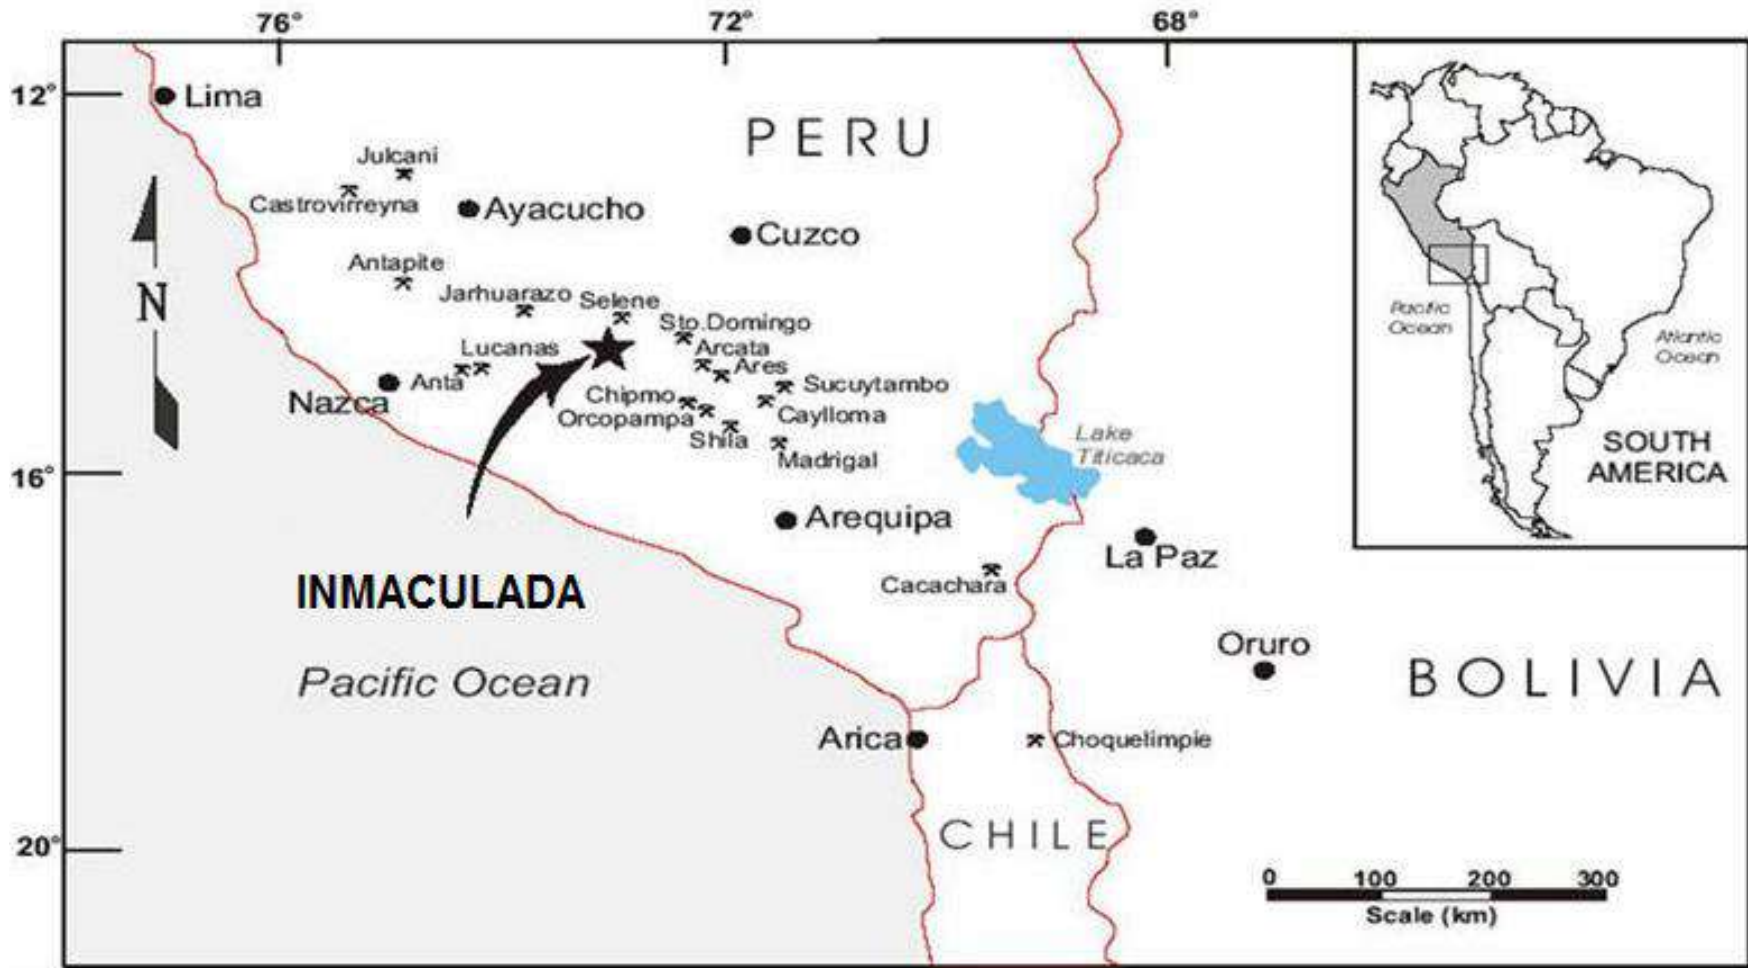 76°
72°
68°
12°
Lima
PERU
Julcani
Castrovirreyna
Ayacucho
Cuzco
N
Antapite
Jarhuarazo
Selene
Sto.Domingo
Lucanas
Arcata
Ares
Anta
Nazca
Chipmo
Sucuytambo
Orcopampa
Caylloma
Shila
Madrigal
Lake
Titicaca
16°
Arequipa
La Paz
Cacachara
INMACULADA
Pacific Ocean
Oruro
BOLIVIA
Arica
Choquelimpie
CHILE
20°
0 100 200 300
Scale (km)
Pacific
Ocean
Atlantic
Ocean
SOUTH
AMERICA